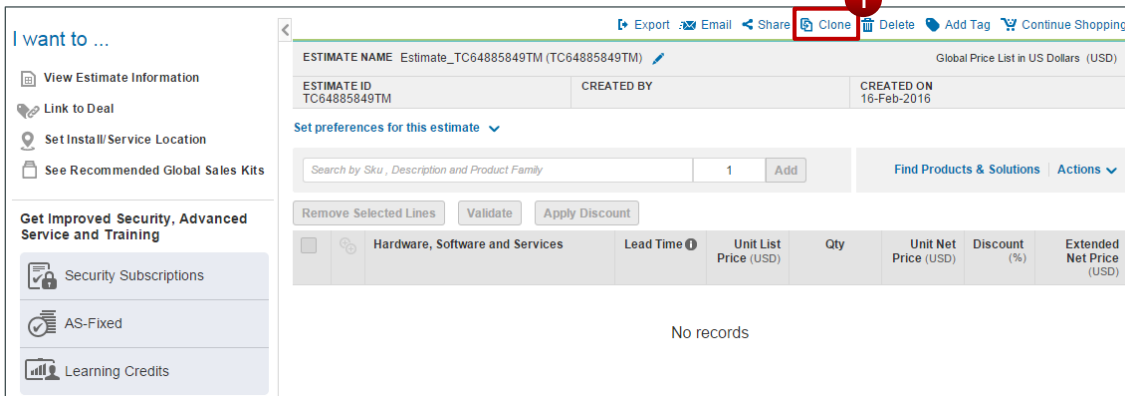 1
Export Email Share Clone Delete Add Tag Continue Shopping
I want to ...
View Estimate Information
Link to Deal
Set Install/Service Location
See Recommended Global Sales Kits
Get Improved Security, Advanced
Service and Training
Security Subscriptions
AS-Fixed
Learning Credits
ESTIMATE NAME Estimate_TC64885849TM (TC64885849TM) Global Price List in US Dollars (USD)
ESTIMATE ID CREATED BY CREATED ON
TC64885849TM 16-Feb-2016
Set preferences for this estimate
Search by Sku , Description and Product Family 1 Add Find Products & Solutions Actions
Remove Selected Lines Validate Apply Discount
Hardware, Software and Services Lead Time Unit List Qty Unit Net Discount Extended
Price (USD) Price (USD) (%) Net Price
(USD)
No records